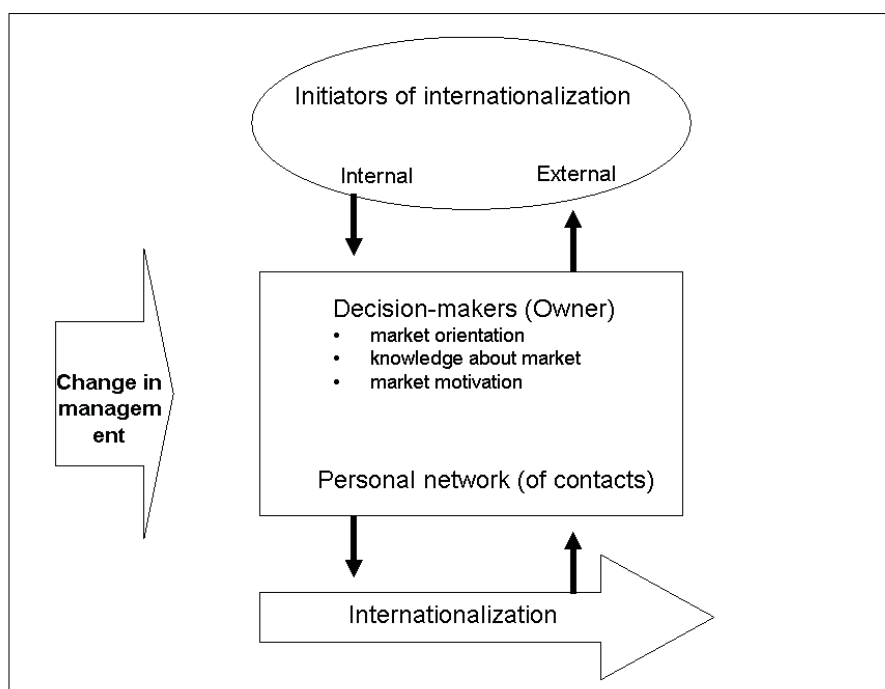 Initiators of internationalization
Internal
External
Decision-makers (Owner)
• market orientation
• knowledge about market
• market motivation
Change in
managem
ent
Personal network (of contacts)
Internationalization